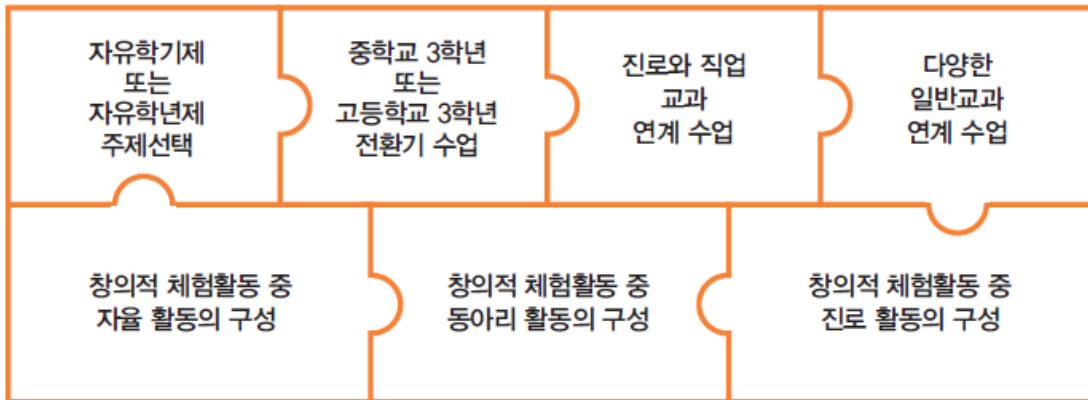 자유학기제
또는
자유학년제
주제선택
중학교 3학년
또는
고등학교 3학년
전환기 수업
진로와 직업
교과
연계 수업
다양한
일반교과
연계 수업
창의적 체험활동 중
자율 활동의 구성
창의적 체험활동 중
동아리 활동의 구성
창의적 체험활동 중
진로 활동의 구성